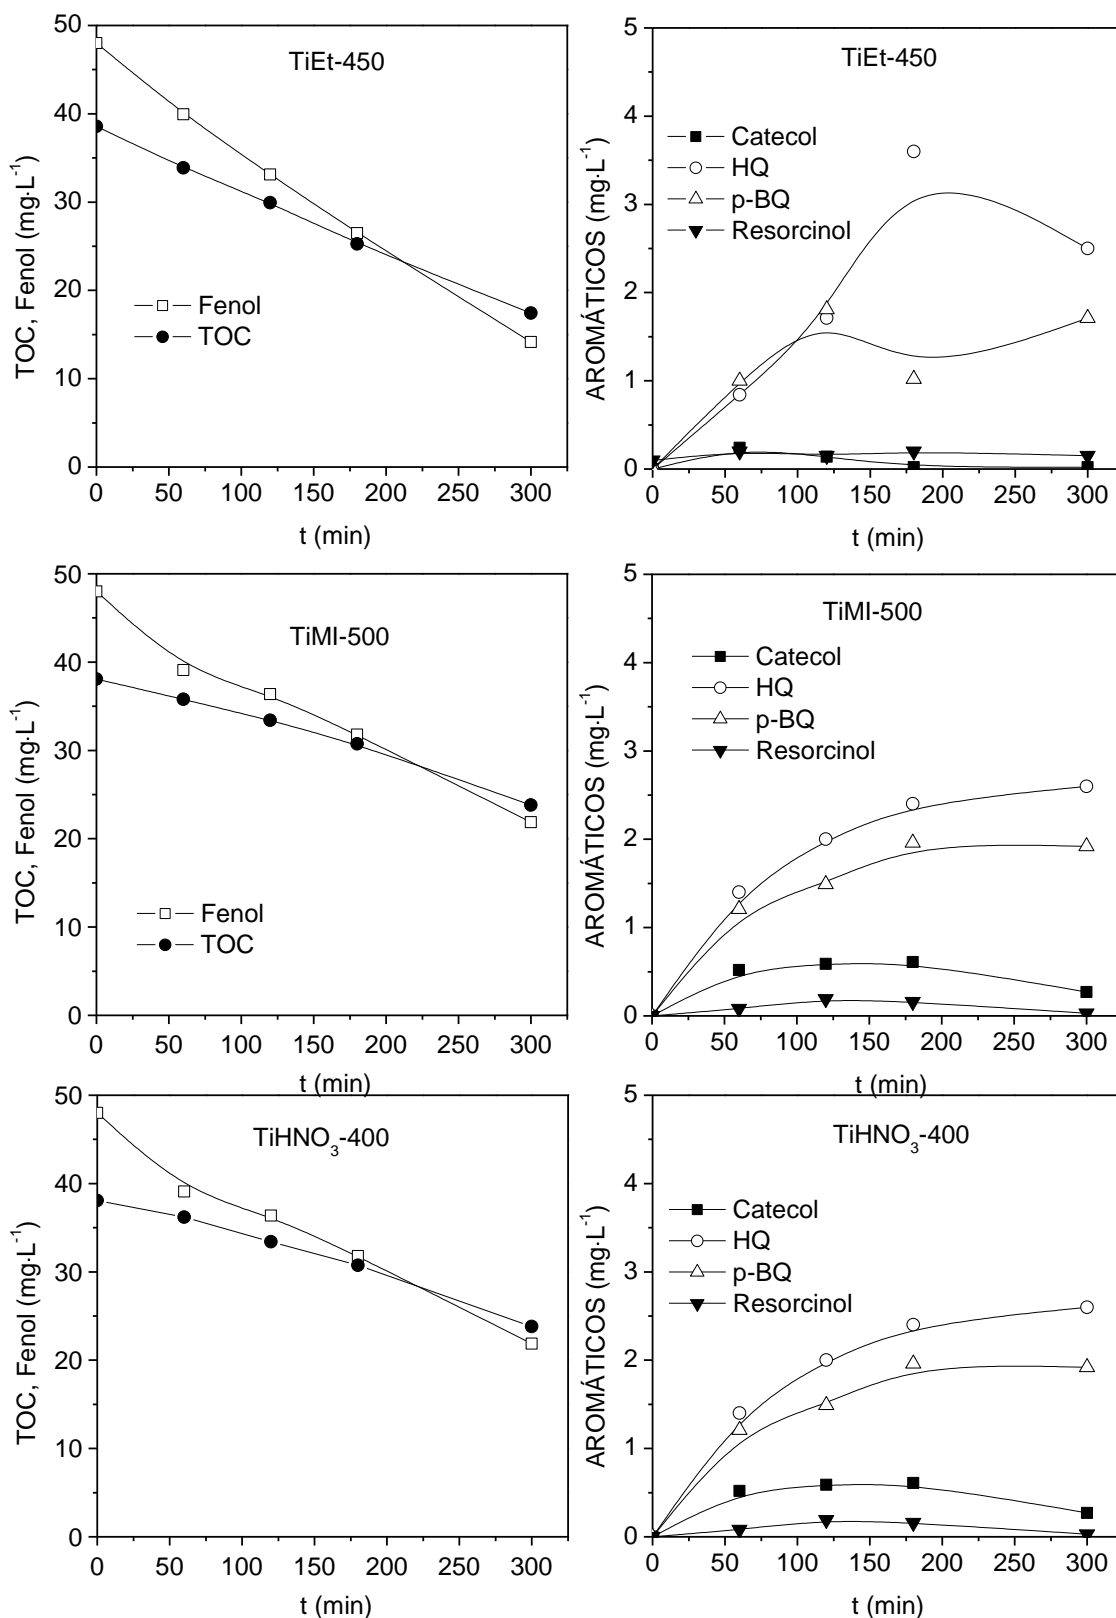 TiEt-450
TOC, Fenol (mg·L⁻¹)
50
40
30
20
10
0
Fenol
TOC
0 50 100 150 200 250 300
t (min)
TiEt-450
AROMÁTICOS (mg·L⁻¹)
5
4
3
2
1
0
Catecol
HQ
p-BQ
Resorcinol
0 50 100 150 200 250 300
t (min)
TiMI-500
TOC, Fenol (mg·L⁻¹)
50
40
30
20
10
0
Fenol
TOC
0 50 100 150 200 250 300
t (min)
TiMI-500
AROMÁTICOS (mg·L⁻¹)
5
4
3
2
1
0
Catecol
HQ
p-BQ
Resorcinol
0 50 100 150 200 250 300
t (min)
TiHNO₃-400
TOC, Fenol (mg·L⁻¹)
50
40
30
20
10
0
0 50 100 150 200 250 300
t (min)
TiHNO₃-400
AROMÁTICOS (mg·L⁻¹)
5
4
3
2
1
0
Catecol
HQ
p-BQ
Resorcinol
0 50 100 150 200 250 300
t (min)